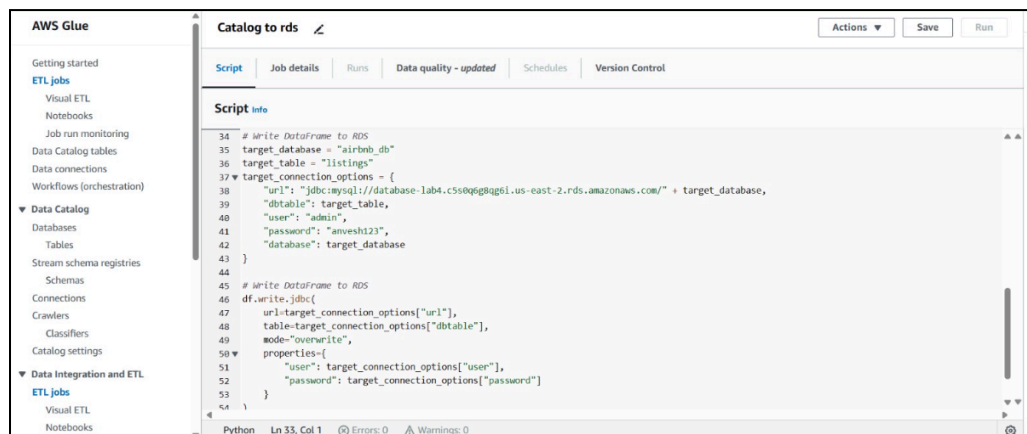 AWS Glue
Getting started
ETL jobs
Visual ETL
Notebooks
Job run monitoring
Data Catalog tables
Data connections
Workflows (orchestration)
Data Catalog
Databases
Tables
Stream schema registries
Schemas
Connections
Crawlers
Classifiers
Catalog settings
Data Integration and ETL
ETL jobs
Visual ETL
Notebooks
Catalog to rds
Actions Save Run
Script Job details Runs Data quality - updated Schedules Version Control
Script Info
34 # Write DataFrame to RDS
35 target_database = "airbnb_db"
36 target_table = "listings"
37 target_connection_options = {
38 "url": "jdbc:mysql://database-lab4.c5s0q6g8qg6i.us-east-2.rds.amazonaws.com/" + target_database,
39 "dbtable": target_table,
40 "user": "admin",
41 "password": "anvesh123",
42 "database": target_database
43 }
44
45 # Write DataFrame to RDS
46 df.write.jdbc(
47 url=target_connection_options["url"],
48 table=target_connection_options["dbtable"],
49 mode="overwrite",
50 properties={
51 "user": target_connection_options["user"],
52 "password": target_connection_options["password"]
53 }
54 )
Python Ln 33, Col 1 Errors: 0 Warnings: 0